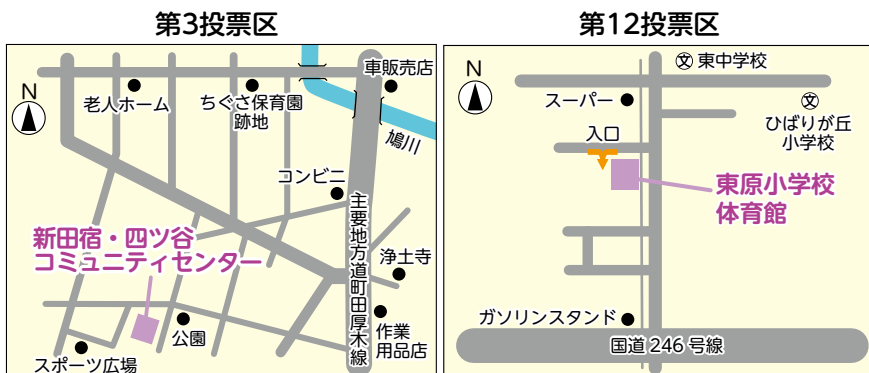 第3投票区
N
老人ホーム
ちぐさ保育園
跡地
車販売店
鳩川
コンビニ
主要地方道町田厚木線
新田宿・四ツ谷
コミュニティセンター
浄土寺
作業
用品店
公園
スポーツ広場
第12投票区
N
文 東中学校
スーパー
文
ひばりが丘
小学校
入口
東原小学校
体育館
ガソリンスタンド
国道246号線